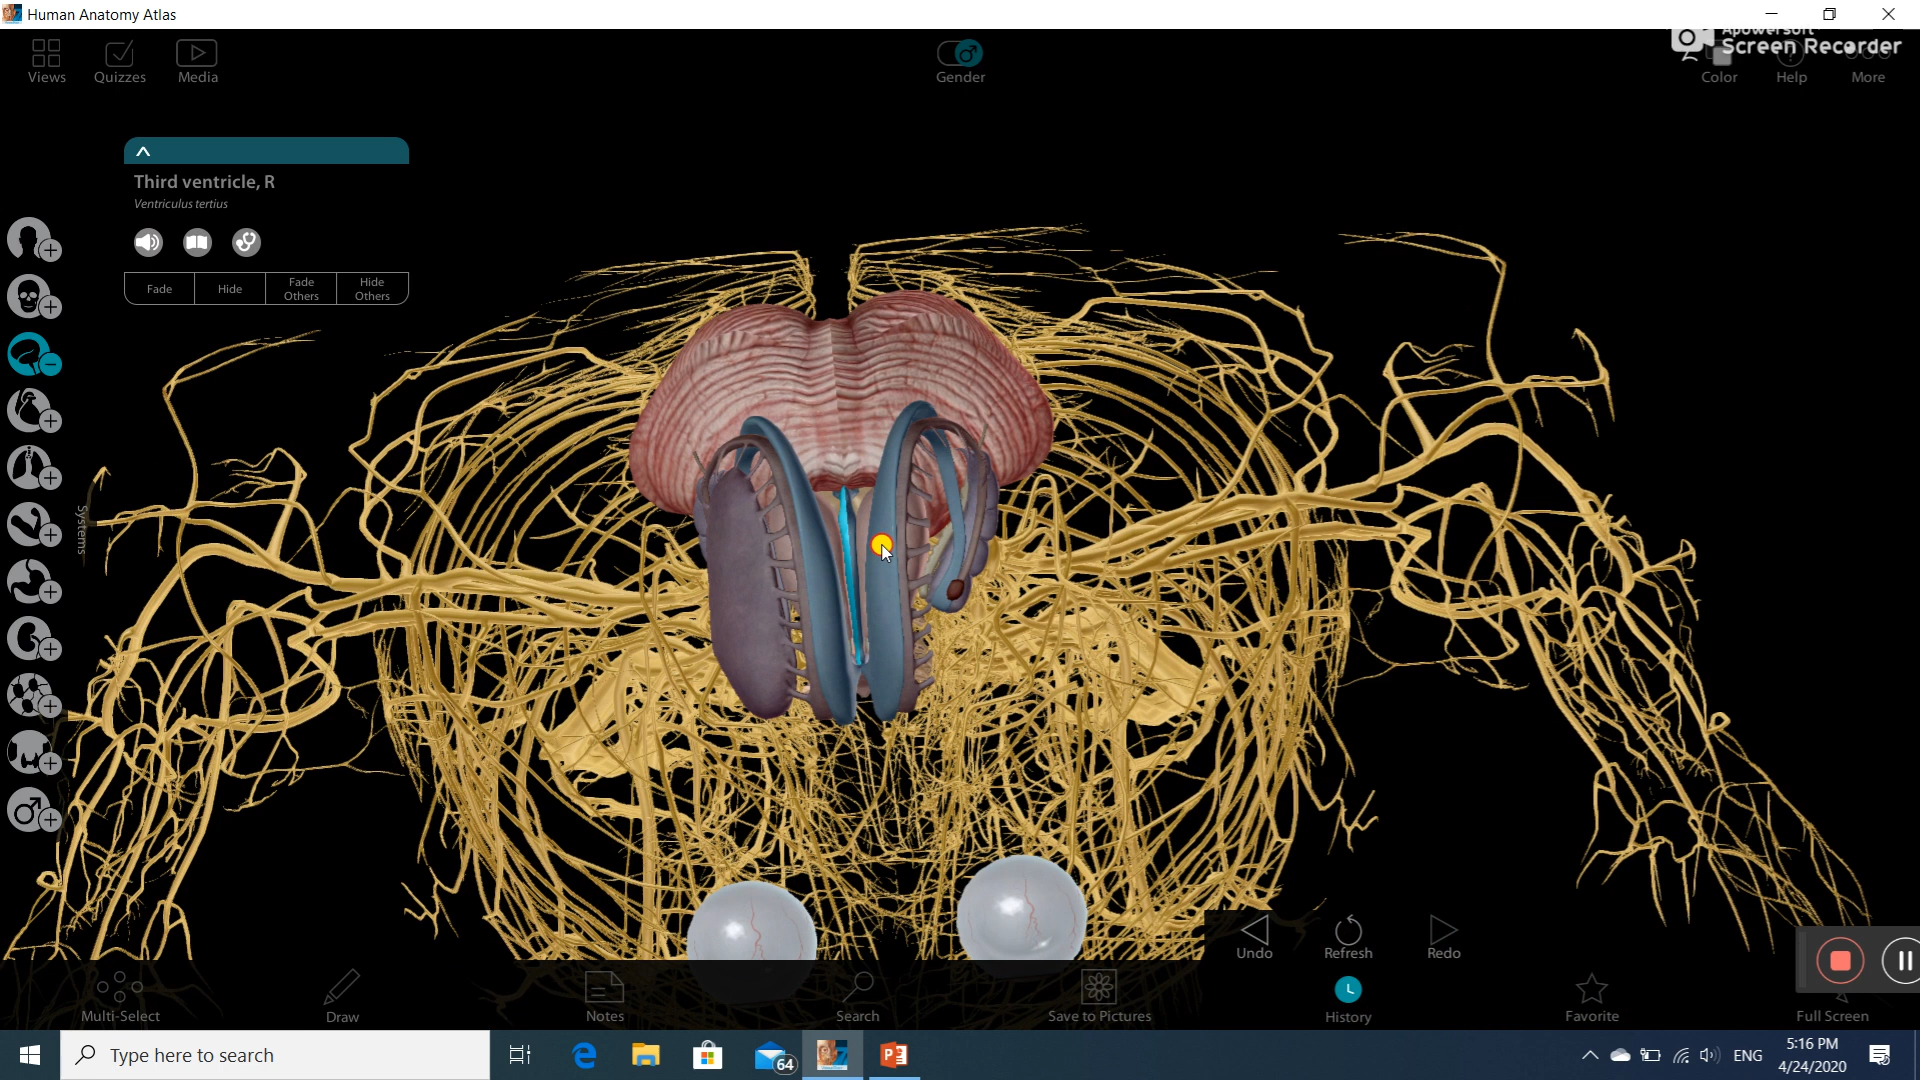 Human Anatomy Atlas
Apowersoft
Screen Recorder
Views
Quizzes
Media
Gender
Color
Help
More
Third ventricle, R
Ventriculus tertius
Fade
Hide
Fade
Others
Hide
Others
Systems
Undo
Refresh
Redo
Multi-Select
Draw
Notes
Search
Save to Pictures
History
Favorite
Full Screen
Type here to search
64
ENG
5:16 PM
4/24/2020